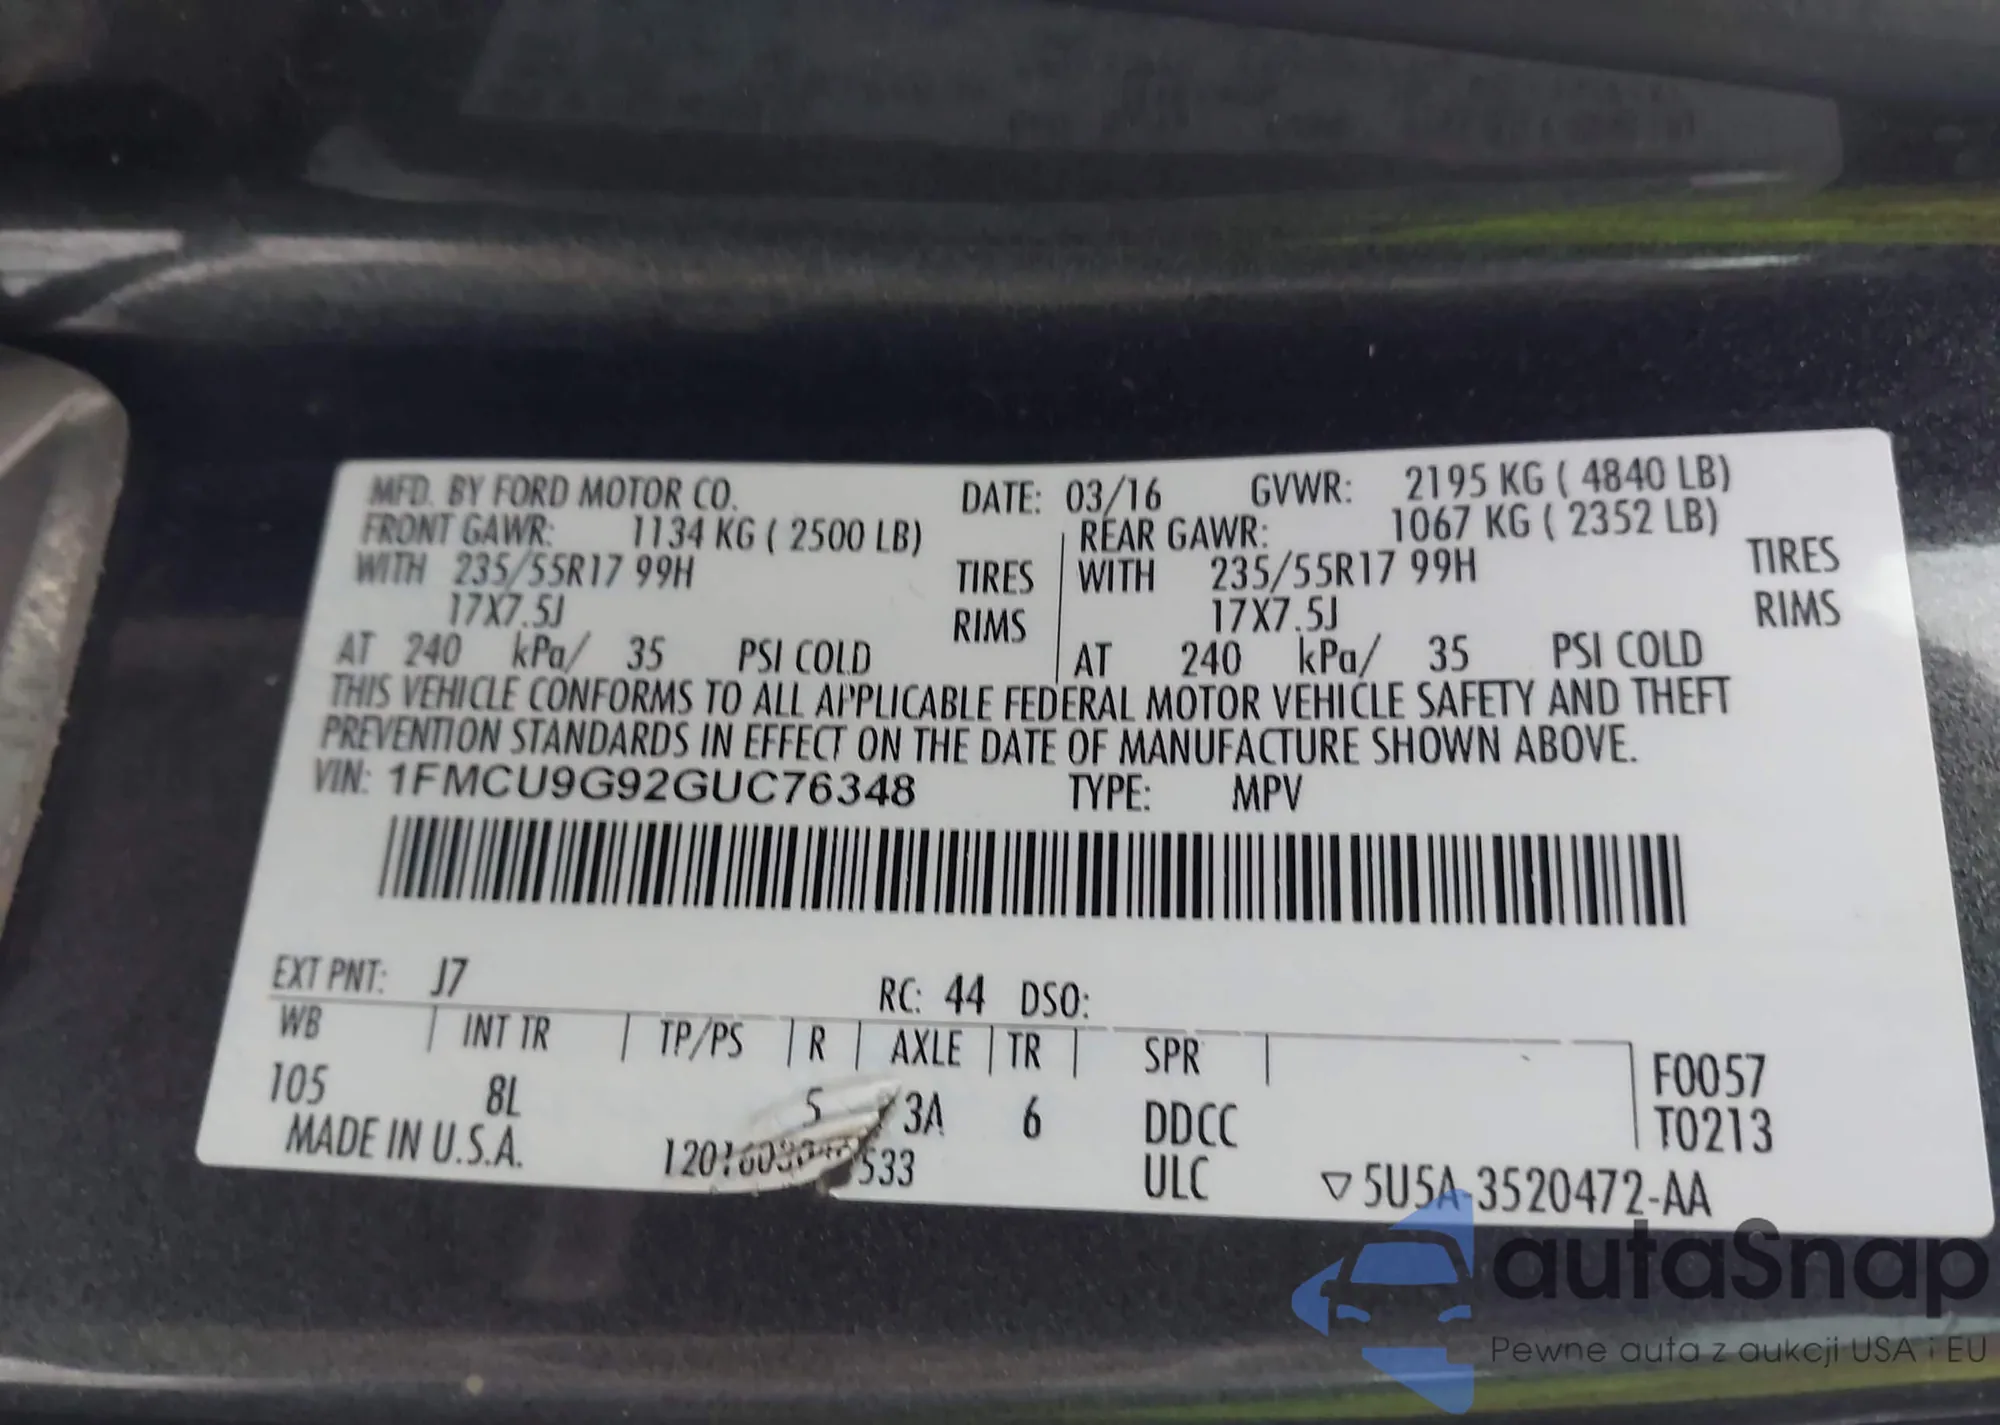 MFD. BY FORD MOTOR CO. DATE: 03/16 GVWR: 2195 KG ( 4840 LB)
FRONT GAWR: 1134 KG ( 2500 LB) REAR GAWR: 1067 KG ( 2352 LB)
WITH 235/55R17 99H TIRES WITH 235/55R17 99H TIRES
17X7.5J RIMS 17X7.5J RIMS
AT 240 kPa/ 35 PSI COLD AT 240 kPa/ 35 PSI COLD
THIS VEHICLE CONFORMS TO ALL APPLICABLE FEDERAL MOTOR VEHICLE SAFETY AND THEFT
PREVENTION STANDARDS IN EFFECT ON THE DATE OF MANUFACTURE SHOWN ABOVE.
VIN: 1FMCU9G92GUC76348 TYPE: MPV
EXT PNT: J7 RC: 44 DSO:
WB INT TR TP/PS R AXLE TR SPR
105 8L 5 3A 6 DDCC F0057
T0213
MADE IN U.S.A. ULC ▽5U5A-3520472-AA
autaSnap
Pewne auta z aukcji USA i EU